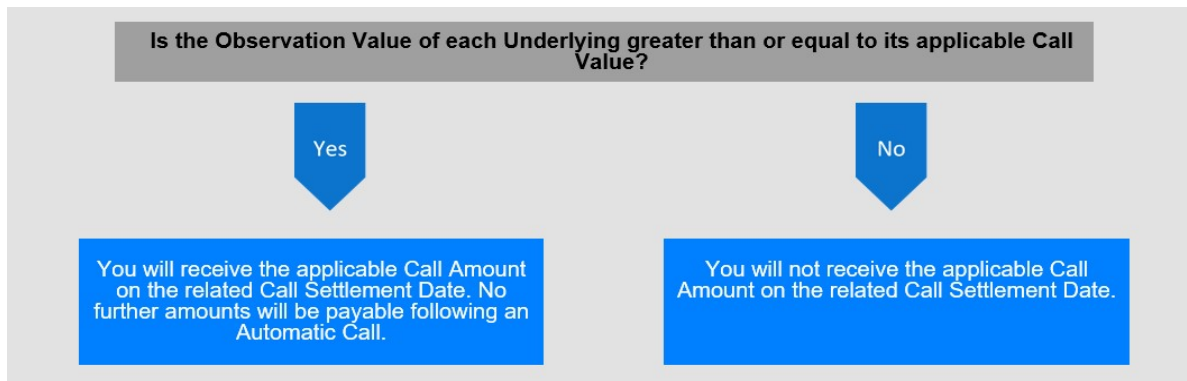 Is the Observation Value of each Underlying greater than or equal to its applicable Call
Value?
Yes
No
You will receive the applicable Call Amount
on the related Call Settlement Date. No
further amounts will be payable following an
Automatic Call.
You will not receive the applicable Call
Amount on the related Call Settlement Date.